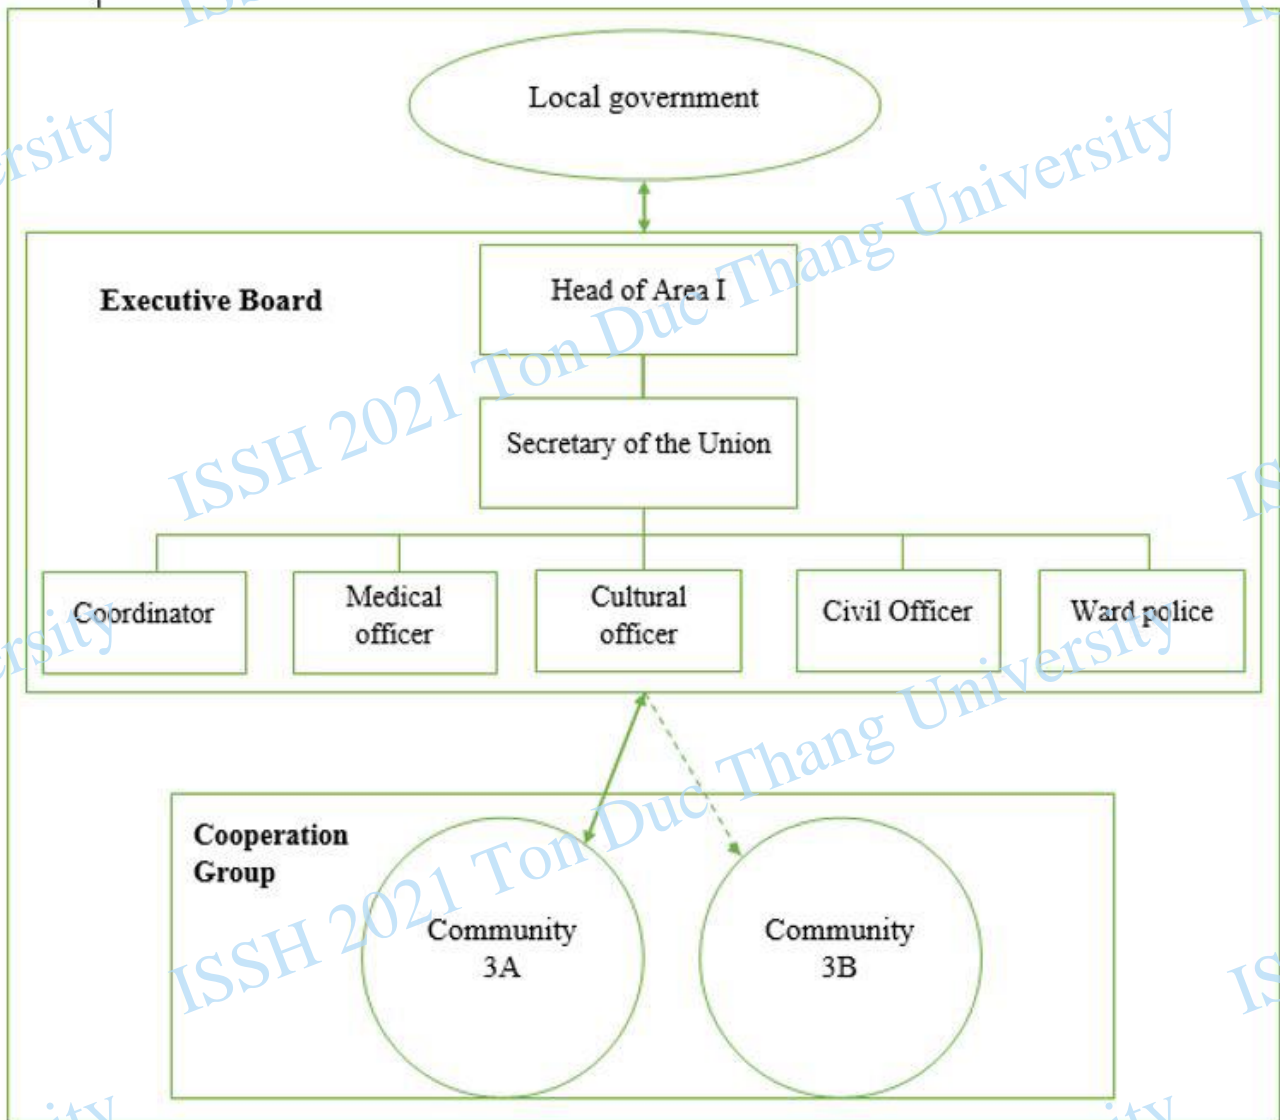 Local government
Executive Board
Head of Area I
Secretary of the Union
Coordinator
Medical
officer
Cultural
officer
Civil Officer
Ward police
Cooperation
Group
Community
3A
Community
3B
ISSH 2021 Ton Duc Thang University
ISSH 2021 Ton Duc Thang University
ersity
ersity